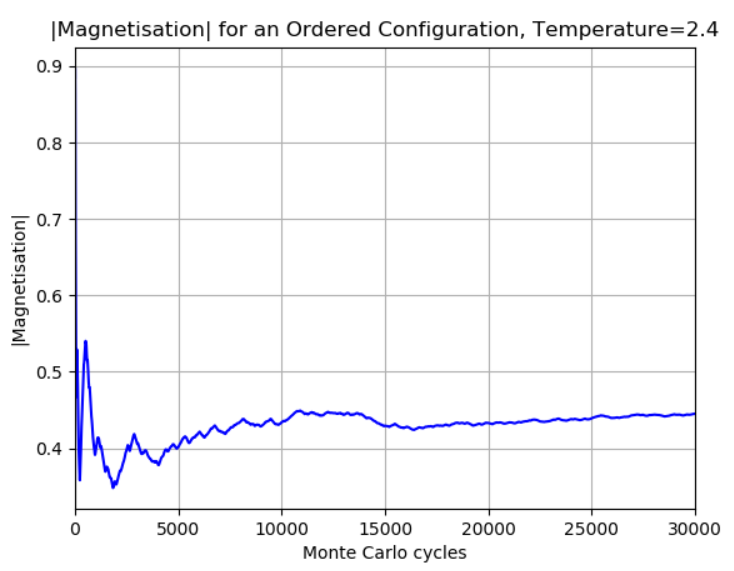 |Magnetisation| for an Ordered Configuration, Temperature=2.4
|Magnetisation|
0.9
0.8
0.7
0.6
0.5
0.4
0 5000 10000 15000 20000 25000 30000
Monte Carlo cycles